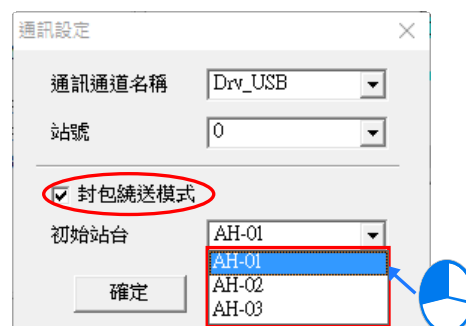 通訊設定
通訊通道名稱 Drv_USB
站號 0
封包繞送模式
初始站台 AH-01
AH-01
確定 AH-02
AH-03